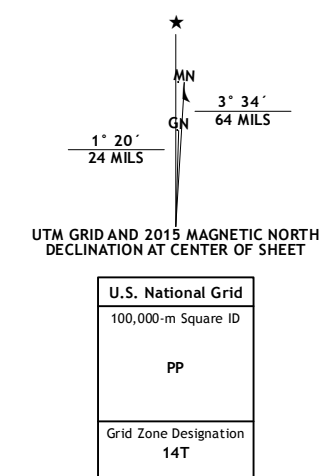 ★
MN
3° 34´
64 MILS
GN
1° 20´
24 MILS
UTM GRID AND 2015 MAGNETIC NORTH
DECLINATION AT CENTER OF SHEET
U.S. National Grid
100,000-m Square ID
PP
Grid Zone Designation
14T